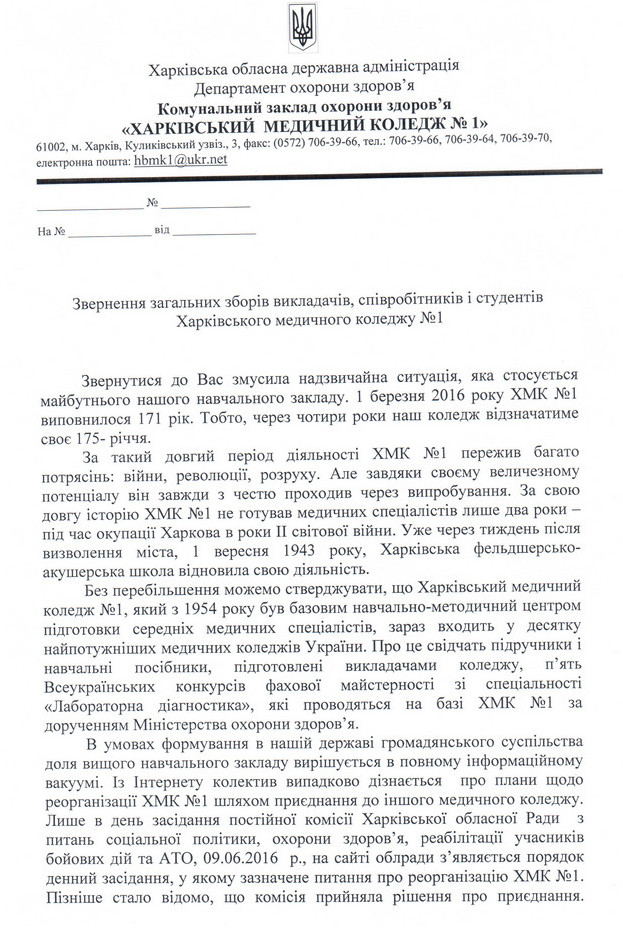 Харківська обласна державна адміністрація
Департамент охорони здоров’я
Комунальний заклад охорони здоров’я
«ХАРКІВСЬКИЙ МЕДИЧНИЙ КОЛЕДЖ № 1»
61002, м. Харків, Куликівський узвіз., 3, факс: (0572) 706-39-66, тел.: 706-39-66, 706-39-64, 706-39-70,
електронна пошта: hbmk1@ukr.net
_________________ № ______________
На № _____________ від _____________
Звернення загальних зборів викладачів, співробітників і студентів
Харківського медичного коледжу №1
Звернутися до Вас змусила надзвичайна ситуація, яка стосується
майбутнього нашого навчального закладу. 1 березня 2016 року ХМК №1
виповнилося 171 рік. Тобто, через чотири роки наш коледж відзначатиме
своє 175- річчя.
За такий довгий період діяльності ХМК №1 пережив багато
потрясінь: війни, революції, розруху. Але завдяки своєму величезному
потенціалу він завжди з честю проходив через випробування. За свою
довгу історію ХМК №1 не готував медичних спеціалістів лише два роки –
під час окупації Харкова в роки ІІ світової війни. Уже через тиждень після
визволення міста, 1 вересня 1943 року, Харківська фельдшерсько-
акушерська школа відновила свою діяльність.
Без перебільшення можемо стверджувати, що Харківський медичний
коледж №1, який з 1954 року був базовим навчально-методичний центром
підготовки середніх медичних спеціалістів, зараз входить у десятку
найпотужніших медичних коледжів України. Про це свідчать підручники і
навчальні посібники, підготовлені викладачами коледжу, п’ять
Всеукраїнських конкурсів фахової майстерності зі спеціальності
«Лабораторна діагностика», які проводяться на базі ХМК №1 за
дорученням Міністерства охорони здоров’я.
В умовах формування в нашій державі громадянського суспільства
доля вищого навчального закладу вирішується в повному інформаційному
вакуумі. Із Інтернету колектив випадково дізнається про плани щодо
реорганізації ХМК №1 шляхом приєднання до іншого медичного коледжу.
Лише в день засідання постійної комісії Харківської обласної Ради з
питань соціальної політики, охорони здоров’я, реабілітації учасників
бойових дій та АТО, 09.06.2016 р., на сайті облради з’являється порядок
денний засідання, у якому зазначене питання про реорганізацію ХМК №1.
Пізніше стало відомо, що комісія прийняла рішення про приєднання.